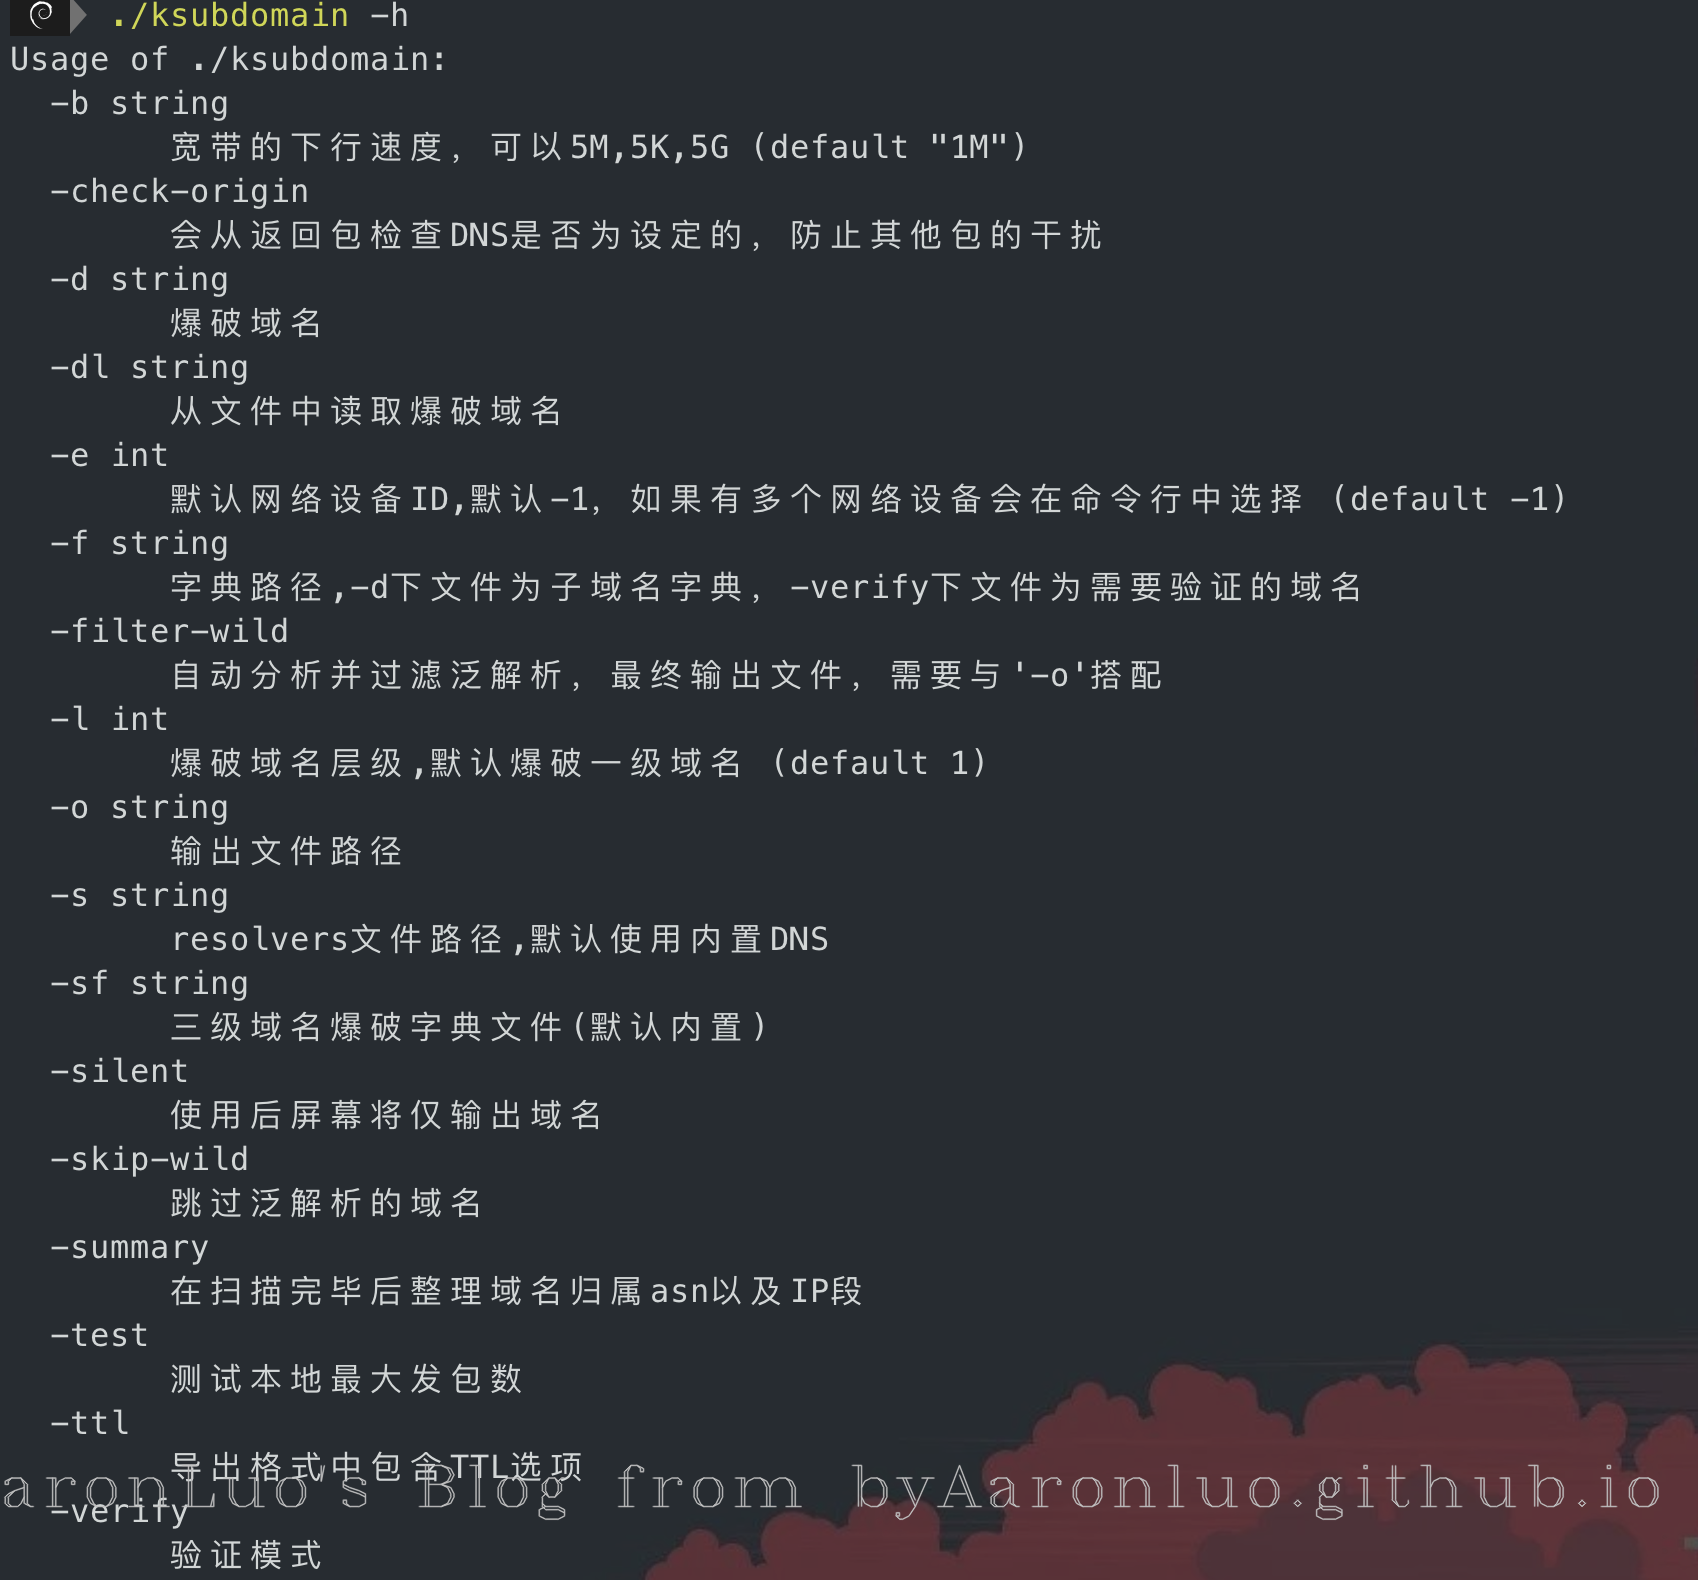 ./ksubdomain -h
Usage of ./ksubdomain:
-b string
宽带的下行速度，可以5M,5K,5G (default "1M")
-check-origin
会从返回包检查DNS是否为设定的，防止其他包的干扰
-d string
爆破域名
-dl string
从文件中读取爆破域名
-e int
默认网络设备ID,默认-1，如果有多个网络设备会在命令行中选择 (default -1)
-f string
字典路径,-d下文件为子域名字典，-verify下文件为需要验证的域名
-filter-wild
自动分析并过滤泛解析，最终输出文件，需要与'-o'搭配
-l int
爆破域名层级,默认爆破一级域名 (default 1)
-o string
输出文件路径
-s string
resolvers文件路径,默认使用内置DNS
-sf string
三级域名爆破字典文件(默认内置)
-silent
使用后屏幕将仅输出域名
-skip-wild
跳过泛解析的域名
-summary
在扫描完毕后整理域名归属asn以及IP段
-test
测试本地最大发包数
-ttl
导出格式中包含TTL选项
aronLuo's Blog from byAaronluo.github.io
-verify
验证模式